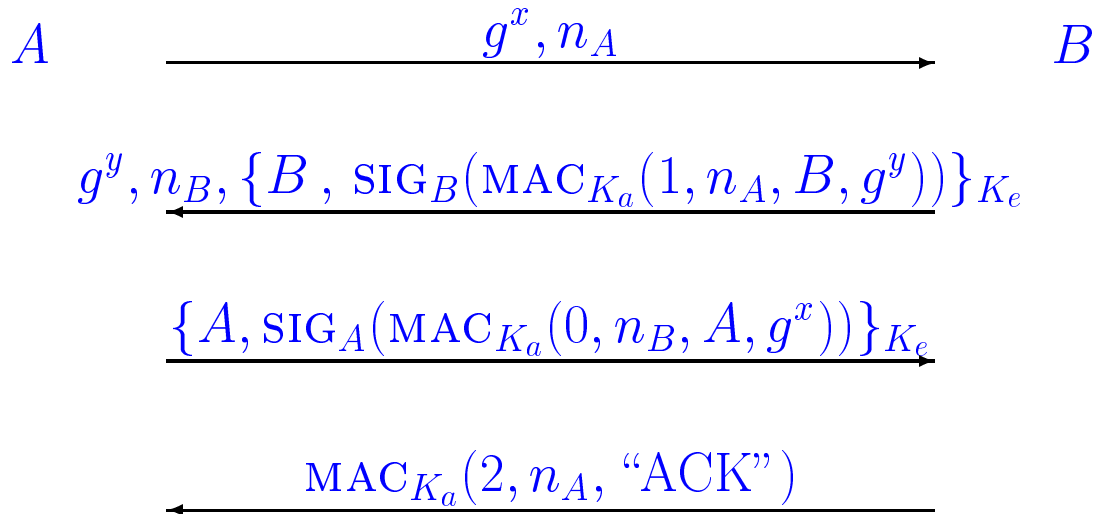 A g^x, n_A B
g^y, n_B, {B , SIG_B(MAC_{K_a}(1, n_A, B, g^y))}_{K_e}
{A, SIG_A(MAC_{K_a}(0, n_B, A, g^x))}_{K_e}
MAC_{K_a}(2, n_A, “ACK”)